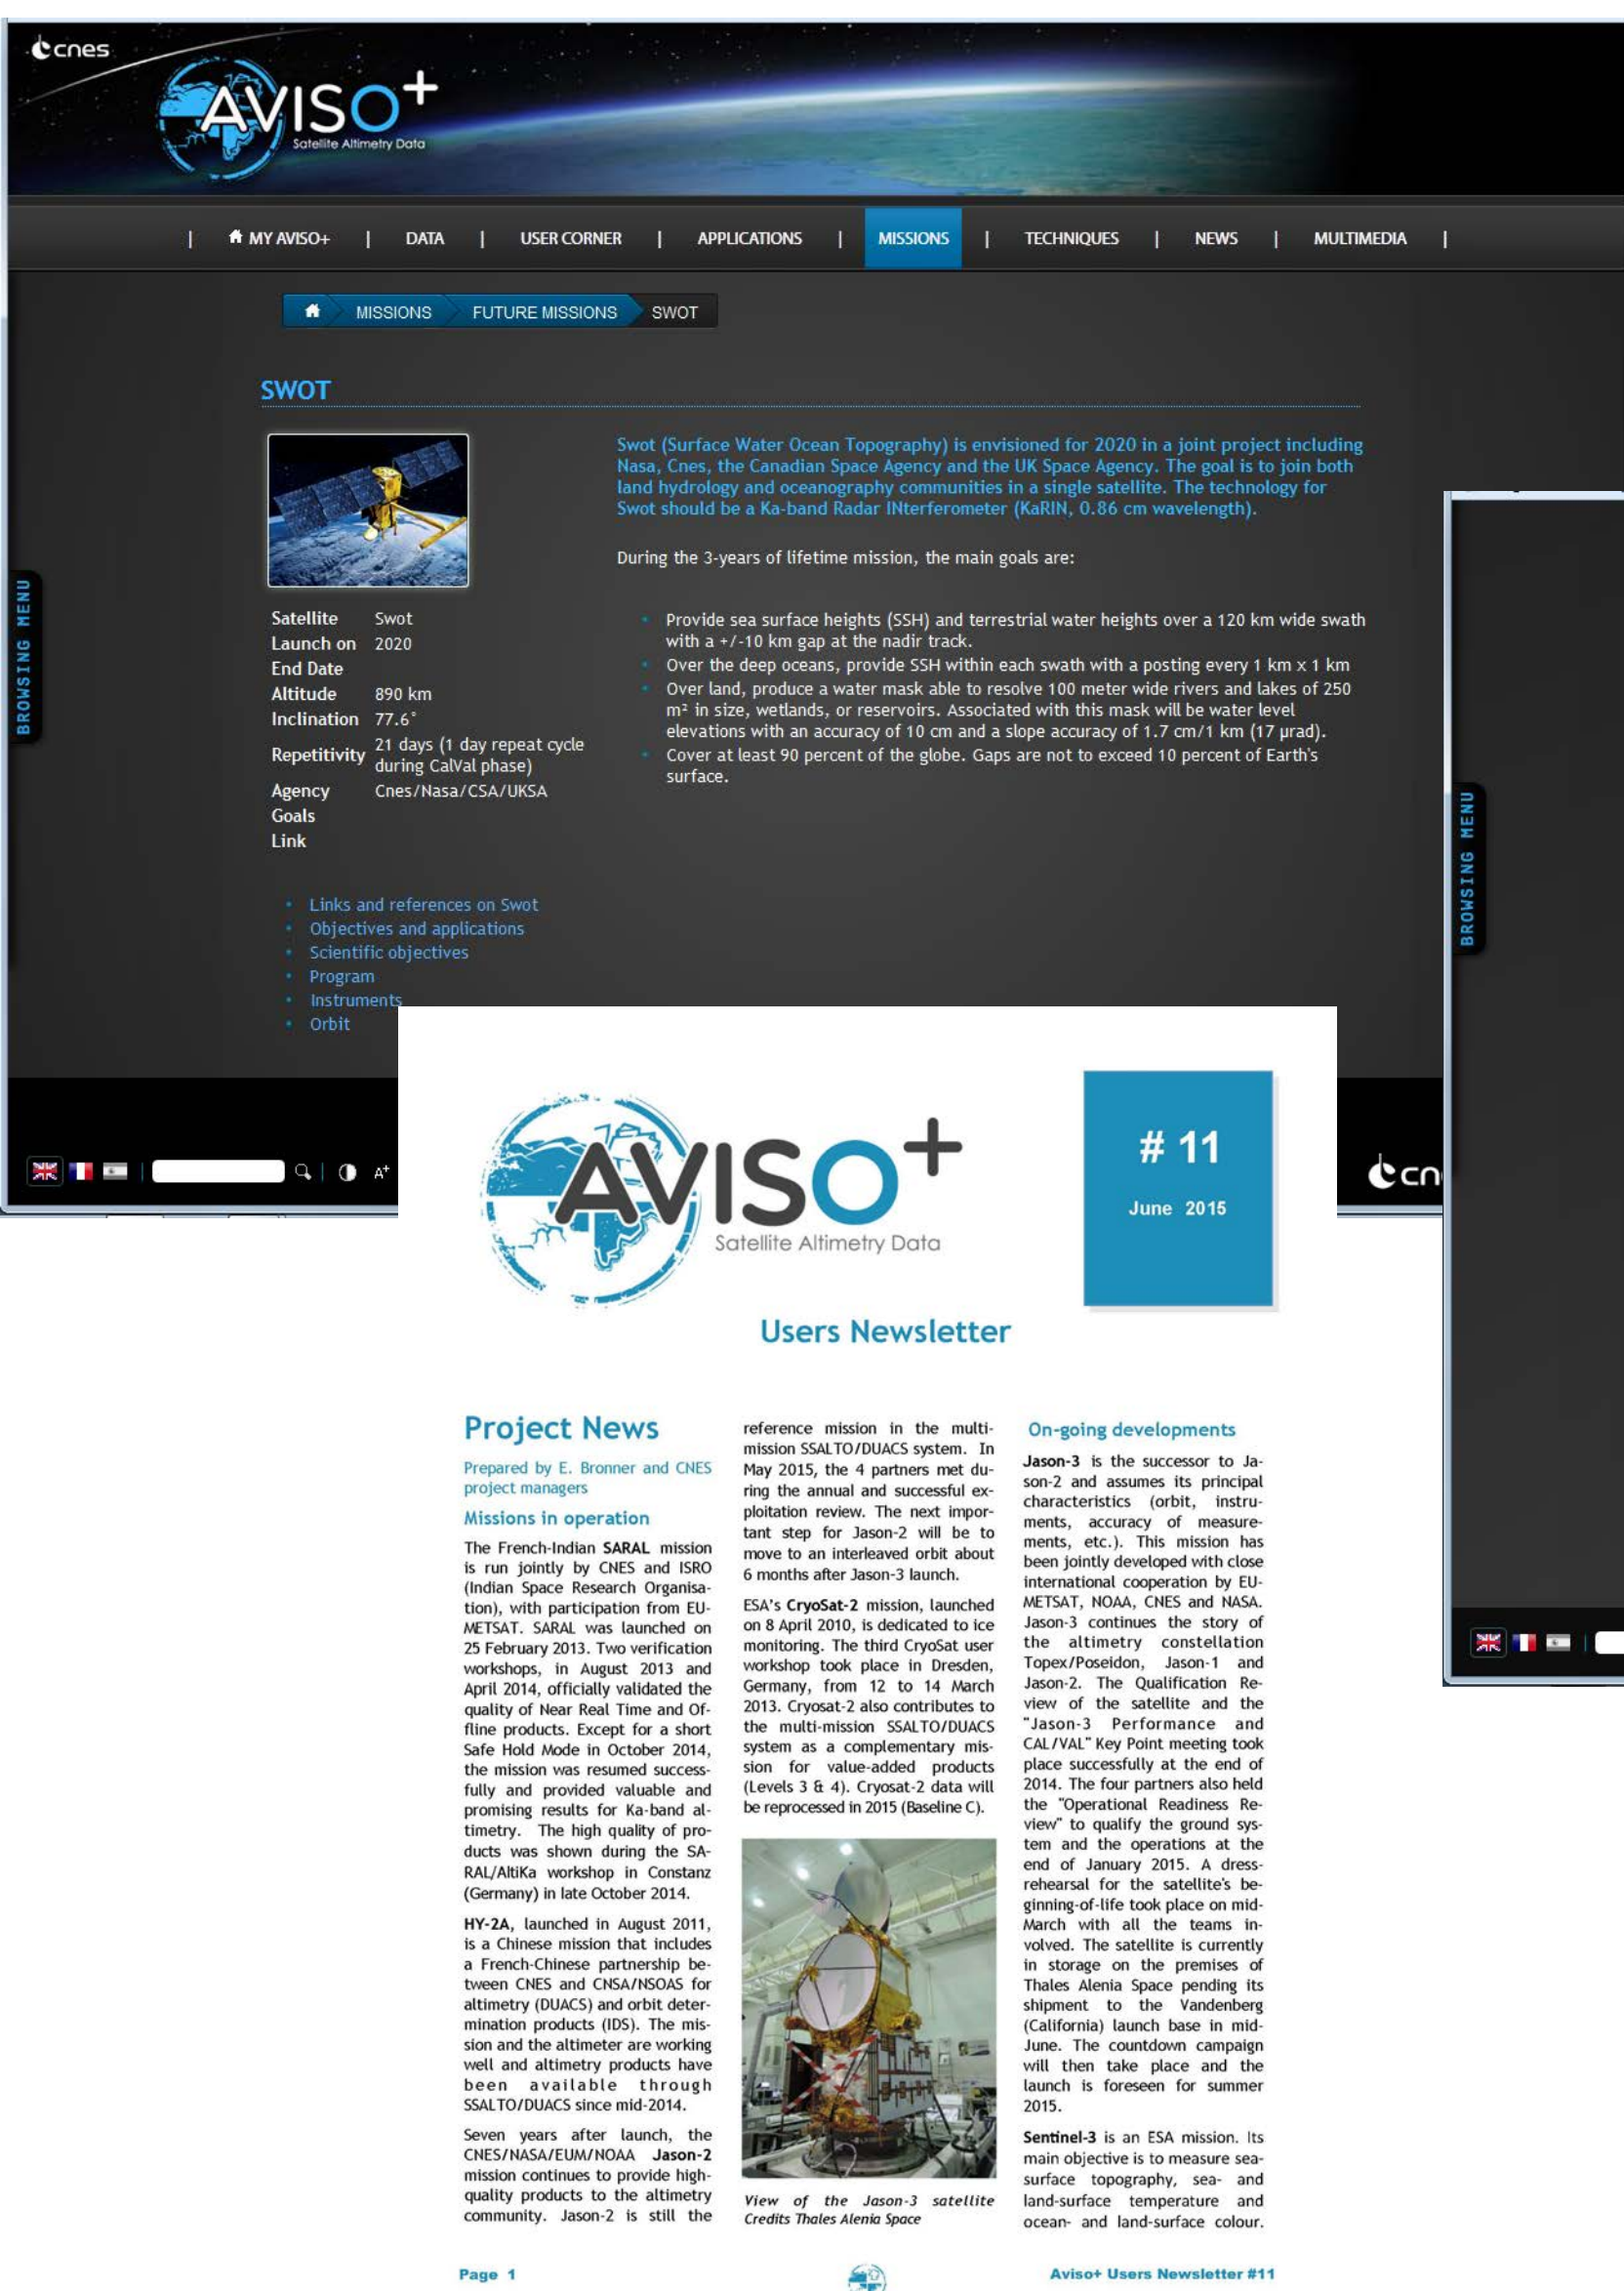 cnes
AVISO+
Satellite Altimetry Data
| MY AVISO+ | DATA | USER CORNER | APPLICATIONS | MISSIONS | TECHNIQUES | NEWS | MULTIMEDIA |
MISSIONS FUTURE MISSIONS SWOT
SWOT
Swot (Surface Water Ocean Topography) is envisioned for 2020 in a joint project including
Nasa, Cnes, the Canadian Space Agency and the UK Space Agency. The goal is to join both
land hydrology and oceanography communities in a single satellite. The technology for
Swot should be a Ka-band Radar INterferometer (KaRIN, 0.86 cm wavelength).
During the 3-years of lifetime mission, the main goals are:
• Provide sea surface heights (SSH) and terrestrial water heights over a 120 km wide swath
with a +/-10 km gap at the nadir track.
• Over the deep oceans, provide SSH within each swath with a posting every 1 km x 1 km
• Over land, produce a water mask able to resolve 100 meter wide rivers and lakes of 250
m² in size, wetlands, or reservoirs. Associated with this mask will be water level
elevations with an accuracy of 10 cm and a slope accuracy of 1.7 cm/1 km (17 µrad).
• Cover at least 90 percent of the globe. Gaps are not to exceed 10 percent of Earth's
surface.
Satellite Swot
Launch on 2020
End Date
Altitude 890 km
Inclination 77.6°
Repetitivity 21 days (1 day repeat cycle
during CalVal phase)
Agency Cnes/Nasa/CSA/UKSA
Goals
Link
• Links and references on Swot
• Objectives and applications
• Scientific objectives
• Program
• Instruments
• Orbit
BROWSING MENU
BROWSING MENU
A+
cn
AVISO+
Satellite Altimetry Data
# 11
June 2015
Users Newsletter
Project News
Prepared by E. Bronner and CNES
project managers
Missions in operation
The French-Indian SARAL mission
is run jointly by CNES and ISRO
(Indian Space Research Organisa-
tion), with participation from EU-
METSAT. SARAL was launched on
25 February 2013. Two verification
workshops, in August 2013 and
April 2014, officially validated the
quality of Near Real Time and Of-
fline products. Except for a short
Safe Hold Mode in October 2014,
the mission was resumed success-
fully and provided valuable and
promising results for Ka-band al-
timetry. The high quality of pro-
ducts was shown during the SA-
RAL/AltiKa workshop in Constanz
(Germany) in late October 2014.
HY-2A, launched in August 2011,
is a Chinese mission that includes
a French-Chinese partnership be-
tween CNES and CNSA/NSOAS for
altimetry (DUACS) and orbit deter-
mination products (IDS). The mis-
sion and the altimeter are working
well and altimetry products have
been available through
SSALTO/DUACS since mid-2014.
Seven years after launch, the
CNES/NASA/EUM/NOAA Jason-2
mission continues to provide high-
quality products to the altimetry
community. Jason-2 is still the
reference mission in the multi-
mission SSALTO/DUACS system. In
May 2015, the 4 partners met du-
ring the annual and successful ex-
ploitation review. The next impor-
tant step for Jason-2 will be to
move to an interleaved orbit about
6 months after Jason-3 launch.
ESA's CryoSat-2 mission, launched
on 8 April 2010, is dedicated to ice
monitoring. The third CryoSat user
workshop took place in Dresden,
Germany, from 12 to 14 March
2013. Cryosat-2 also contributes to
the multi-mission SSALTO/DUACS
system as a complementary mis-
sion for value-added products
(Levels 3 & 4). Cryosat-2 data will
be reprocessed in 2015 (Baseline C).
View of the Jason-3 satellite
Credits Thales Alenia Space
On-going developments
Jason-3 is the successor to Ja-
son-2 and assumes its principal
characteristics (orbit, instru-
ments, accuracy of measure-
ments, etc.). This mission has
been jointly developed with close
international cooperation by EU-
METSAT, NOAA, CNES and NASA.
Jason-3 continues the story of
the altimetry constellation
Topex/Poseidon, Jason-1 and
Jason-2. The Qualification Re-
view of the satellite and the
"Jason-3 Performance and
CAL/VAL" Key Point meeting took
place successfully at the end of
2014. The four partners also held
the "Operational Readiness Re-
view" to qualify the ground sys-
tem and the operations at the
end of January 2015. A dress-
rehearsal for the satellite's be-
ginning-of-life took place on mid-
March with all the teams in-
volved. The satellite is currently
in storage on the premises of
Thales Alenia Space pending its
shipment to the Vandenberg
(California) launch base in mid-
June. The countdown campaign
will then take place and the
launch is foreseen for summer
2015.
Sentinel-3 is an ESA mission. Its
main objective is to measure sea-
surface topography, sea- and
land-surface temperature and
ocean- and land-surface colour.
Page 1
Aviso+ Users Newsletter #11